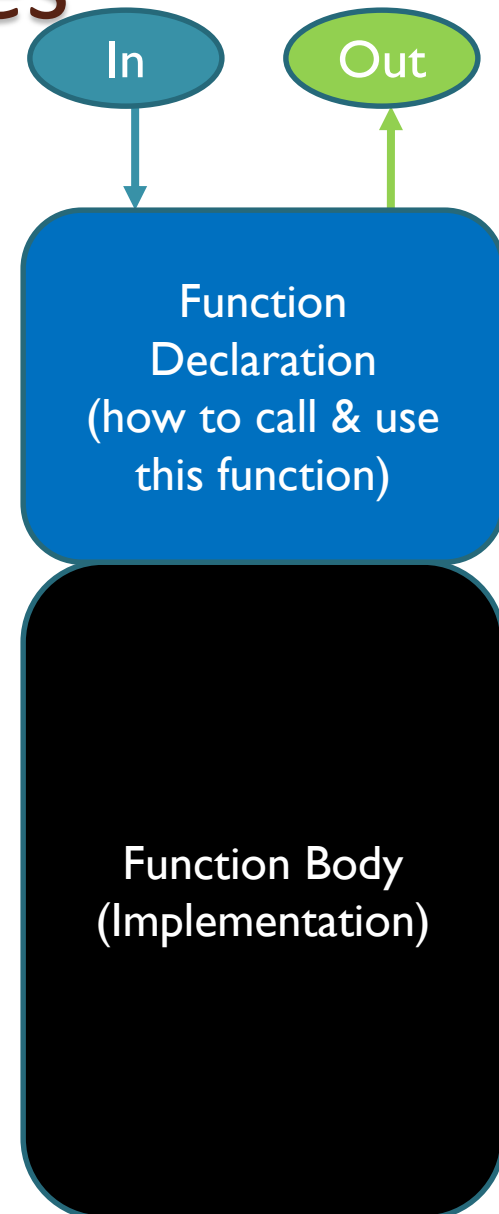 In
Out
Function
Declaration
(how to call & use
this function)
Function Body
(Implementation)